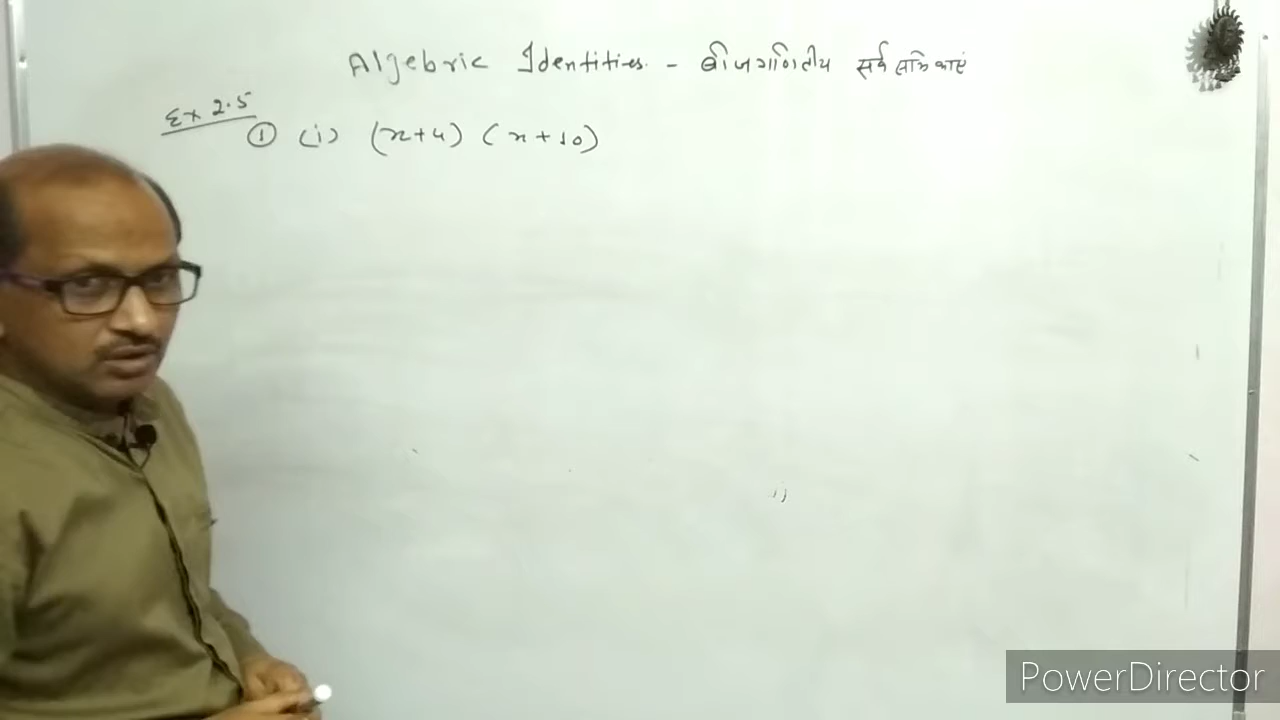 Algebric Identities. - बीजगणितीय सर्वसमिकाएं
Ex 2.5
① (i) (x+4) (x+10)
PowerDirector